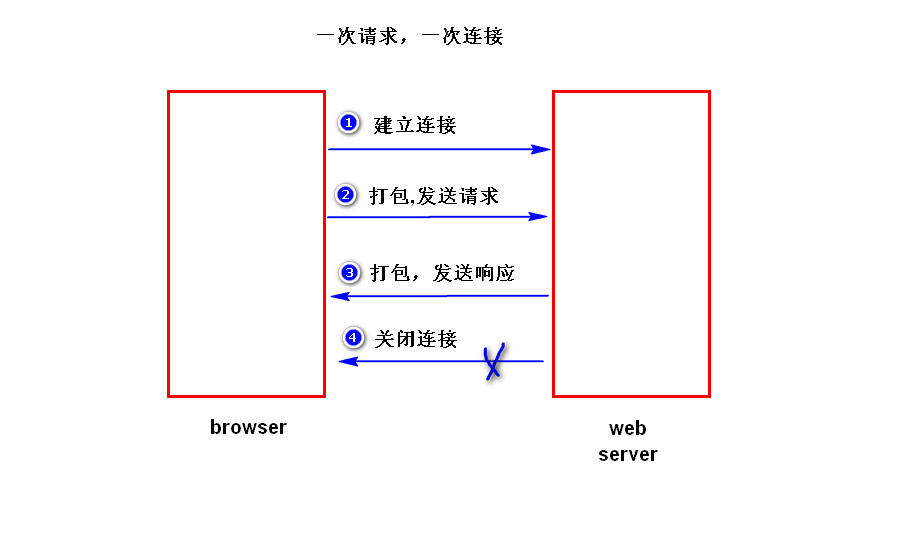 一次请求，一次连接
1 建立连接
2 打包,发送请求
3 打包，发送响应
4 关闭连接
browser
web
server